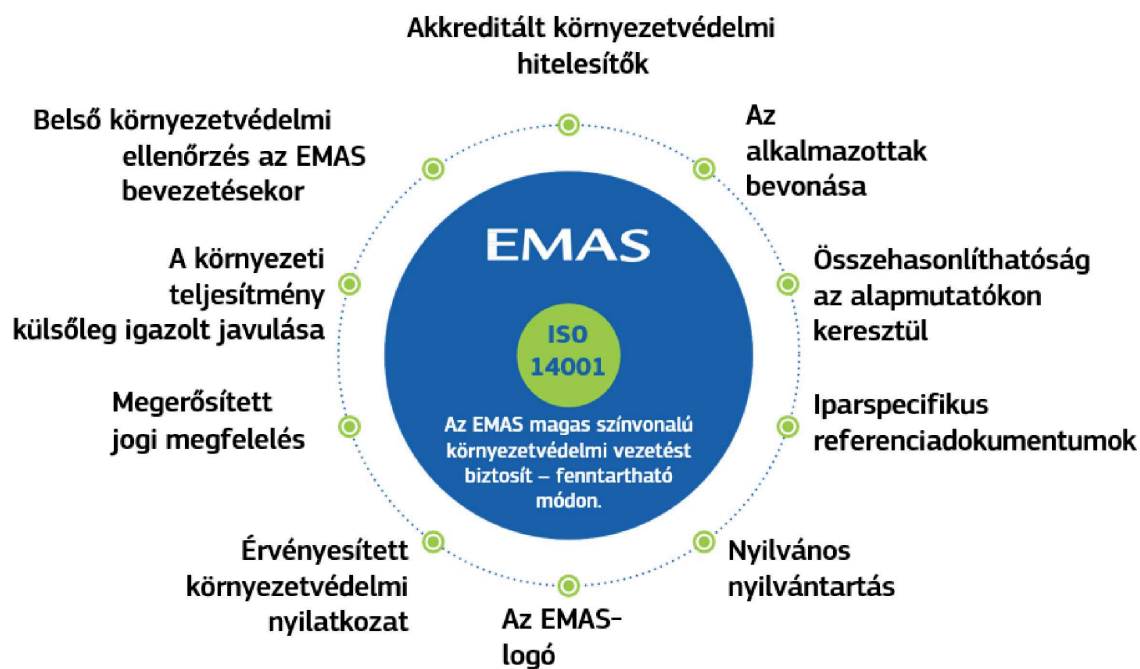 Akkreditált környezetvédelmi
hitelesítők
Az
alkalmazottak
bevonása
Összehasonlíthatóság
az alapmutatókon
keresztül
Iparspecifikus
referenciadokumentumok
Nyilvános
nyilvántartás
Az EMAS-
logó
Érvényesített
környezetvédelmi
nyilatkozat
Megerősített
jogi megfelelés
A környezeti
teljesítmény
külsőleg igazolt javulása
Belső környezetvédelmi
ellenőrzés az EMAS
bevezetésekor
EMAS
ISO
14001
Az EMAS magas színvonalú
környezetvédelmi vezetést
biztosít – fenntartható
módon.